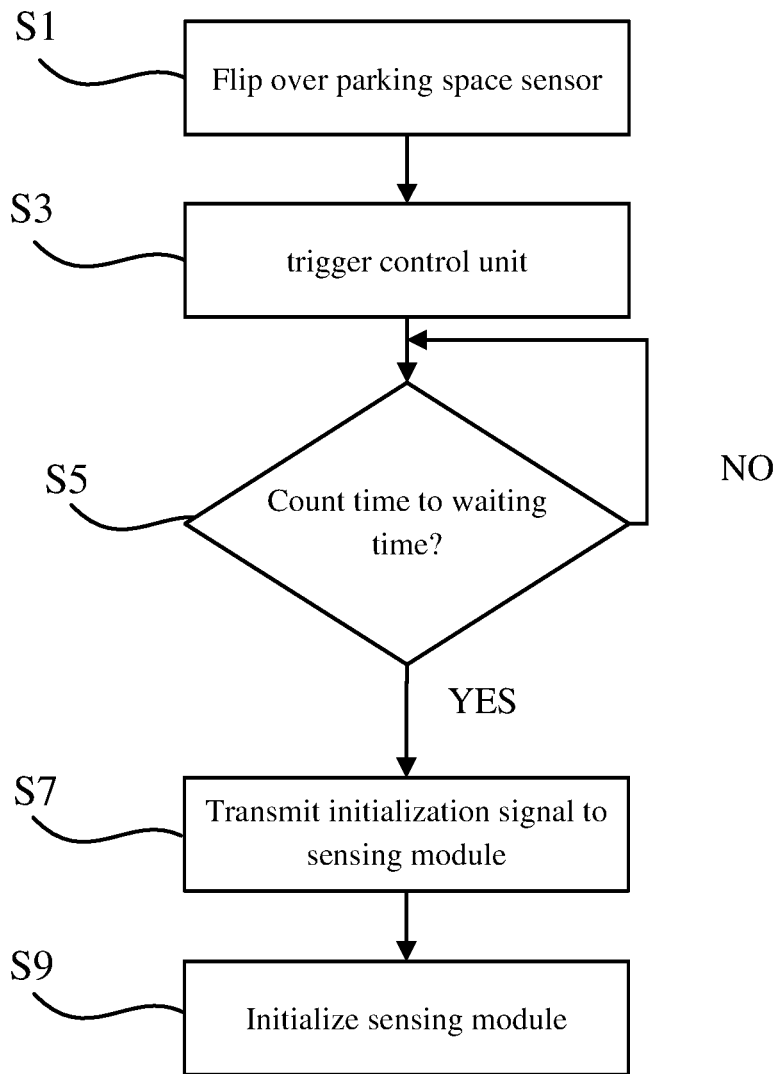 S1
Flip over parking space sensor
S3
trigger control unit
S5
Count time to waiting
time?
NO
YES
S7
Transmit initialization signal to
sensing module
S9
Initialize sensing module